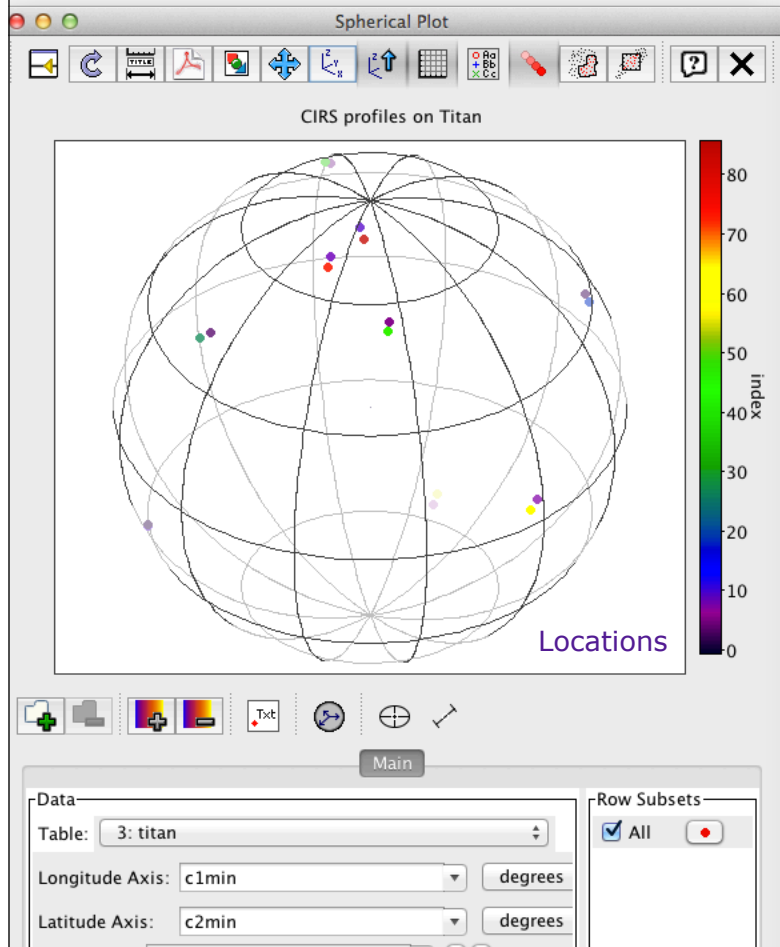 Spherical Plot
TITLE
z
y
x
z
Aa
Bb
Cc
?
CIRS profiles on Titan
80
70
60
50
40
30
20
10
0
index
Locations
.Txt
Main
Data
Table: 3: titan
Longitude Axis: c1min degrees
Latitude Axis: c2min degrees
Row Subsets
All